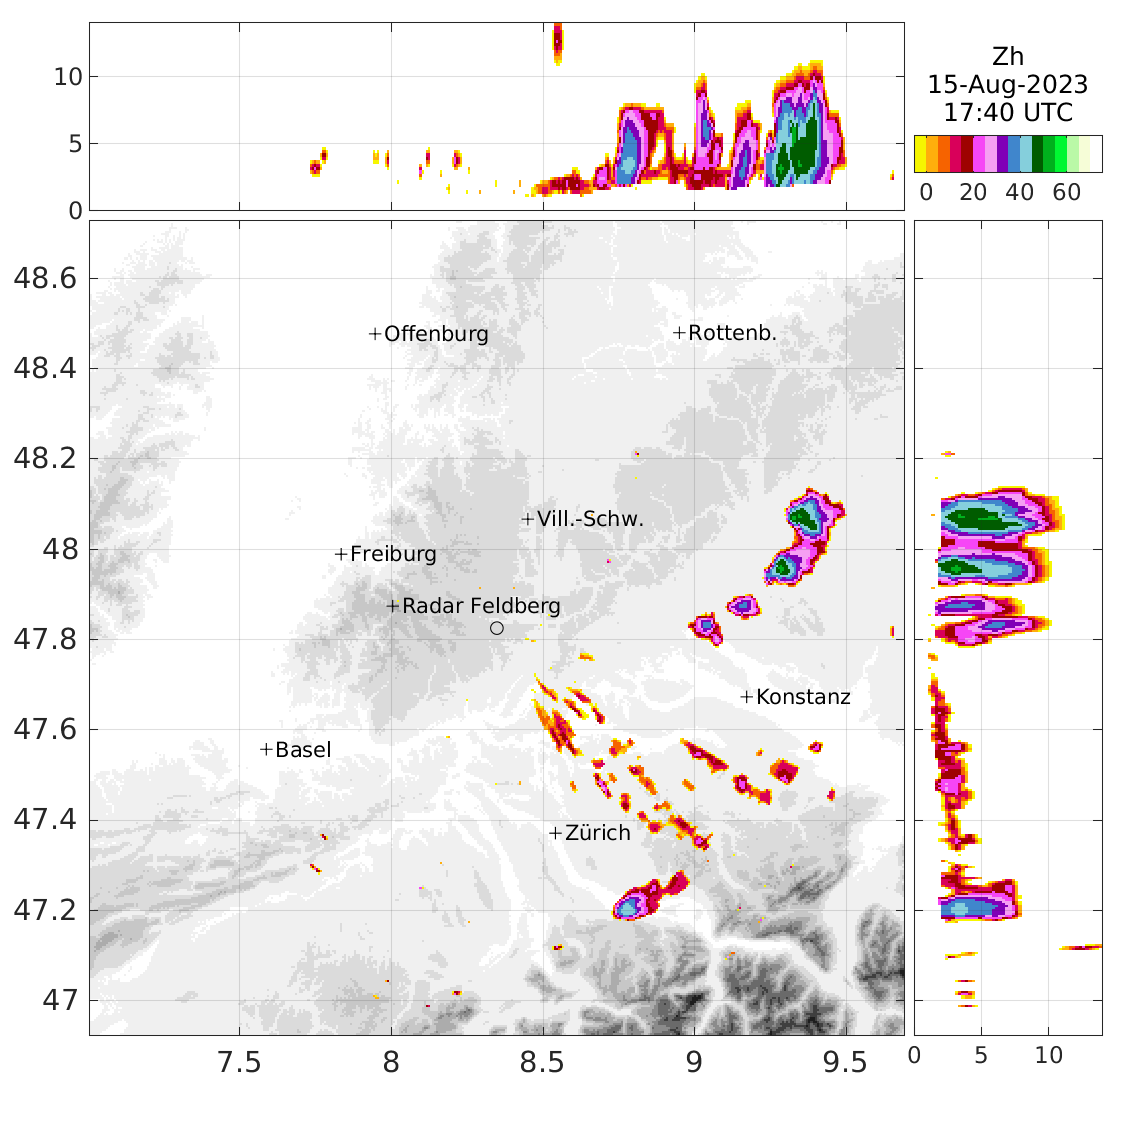 10
5
0
Zh
15-Aug-2023
17:40 UTC
0 20 40 60
48.6
48.4
48.2
48
47.8
47.6
47.4
47.2
47
+Offenburg
+Rottenb.
+Vill.-Schw.
+Freiburg
+Radar Feldberg
+Konstanz
+Basel
+Zürich
7.5 8 8.5 9 9.5
0 5 10